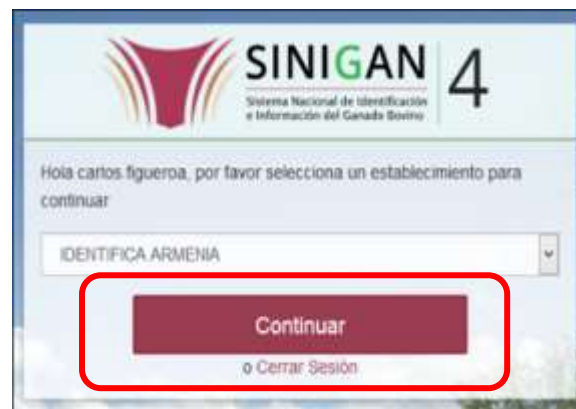 SINIGAN 4
Sistema Nacional de Identificación
e Información del Ganado Bovino
Hola carlos figueroa, por favor selecciona un establecimiento para
continuar
IDENTIFICA ARMENIA
Continuar
o Cerrar Sesión